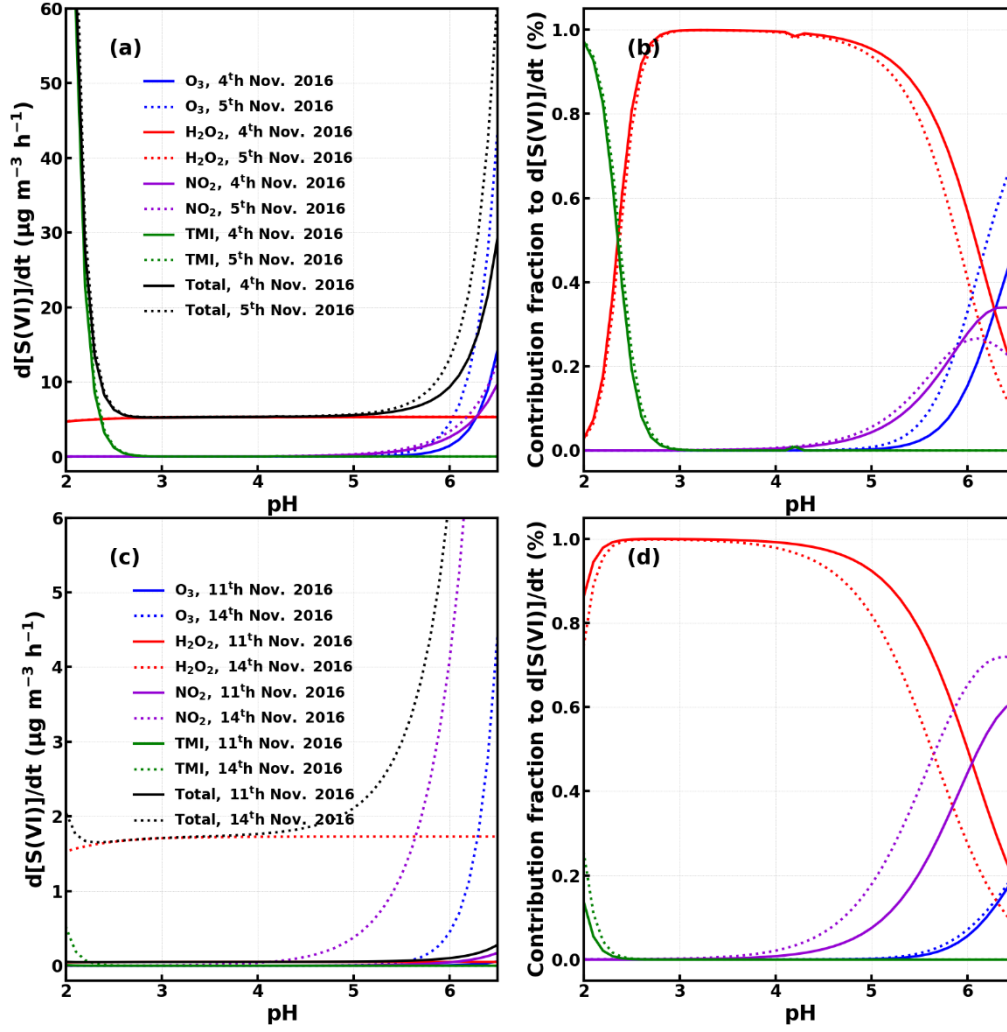 (a)
d[S(VI)]/dt (µg m⁻³ h⁻¹)
60
50
40
30
20
10
0
O₃, 4ᵗh Nov. 2016
O₃, 5ᵗh Nov. 2016
H₂O₂, 4ᵗh Nov. 2016
H₂O₂, 5ᵗh Nov. 2016
NO₂, 4ᵗh Nov. 2016
NO₂, 5ᵗh Nov. 2016
TMI, 4ᵗh Nov. 2016
TMI, 5ᵗh Nov. 2016
Total, 4ᵗh Nov. 2016
Total, 5ᵗh Nov. 2016
2 3 4 5 6
pH
(b)
Contribution fraction to d[S(VI)]/dt (%)
1.0
0.8
0.6
0.4
0.2
0.0
2 3 4 5 6
pH
(c)
d[S(VI)]/dt (µg m⁻³ h⁻¹)
6
5
4
3
2
1
0
O₃, 11ᵗh Nov. 2016
O₃, 14ᵗh Nov. 2016
H₂O₂, 11ᵗh Nov. 2016
H₂O₂, 14ᵗh Nov. 2016
NO₂, 11ᵗh Nov. 2016
NO₂, 14ᵗh Nov. 2016
TMI, 11ᵗh Nov. 2016
TMI, 14ᵗh Nov. 2016
Total, 11ᵗh Nov. 2016
Total, 14ᵗh Nov. 2016
2 3 4 5 6
pH
(d)
Contribution fraction to d[S(VI)]/dt (%)
1.0
0.8
0.6
0.4
0.2
0.0
2 3 4 5 6
pH